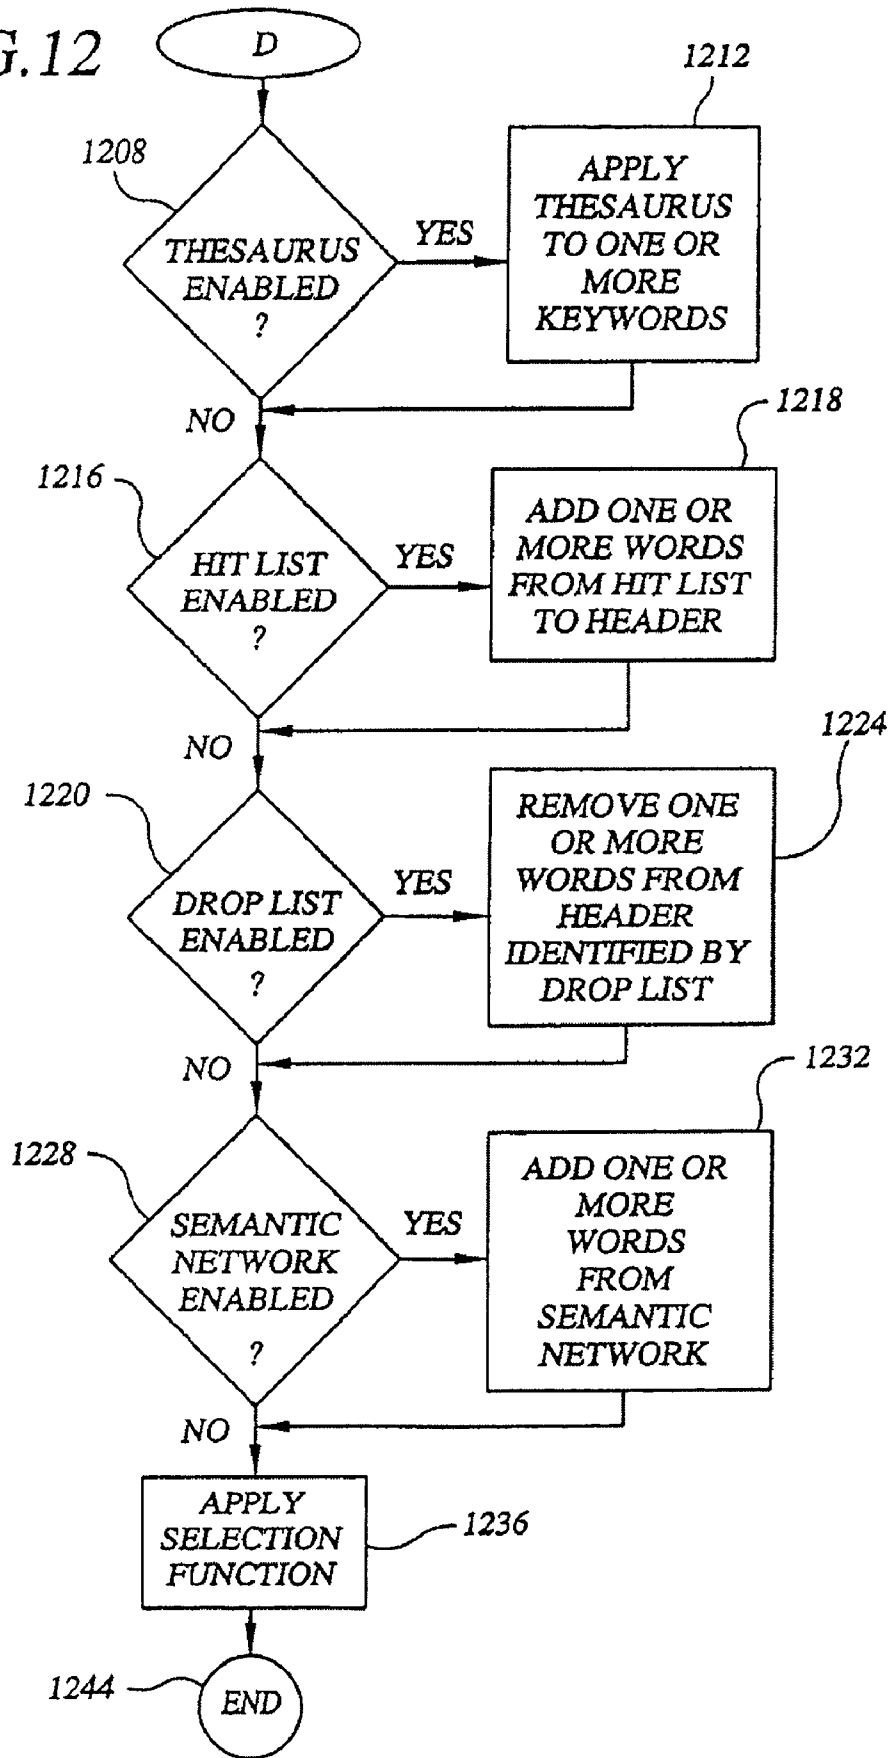 G.12
D
1208
THESAURUS
ENABLED
?
YES
1212
APPLY
THESAURUS
TO ONE OR
MORE
KEYWORDS
NO
1216
HIT LIST
ENABLED
?
YES
1218
ADD ONE OR
MORE WORDS
FROM HIT LIST
TO HEADER
NO
1220
DROP LIST
ENABLED
?
YES
1224
REMOVE ONE
OR MORE
WORDS FROM
HEADER
IDENTIFIED BY
DROP LIST
NO
1228
SEMANTIC
NETWORK
ENABLED
?
YES
1232
ADD ONE OR
MORE
WORDS
FROM
SEMANTIC
NETWORK
NO
APPLY
SELECTION
FUNCTION
1236
1244
END